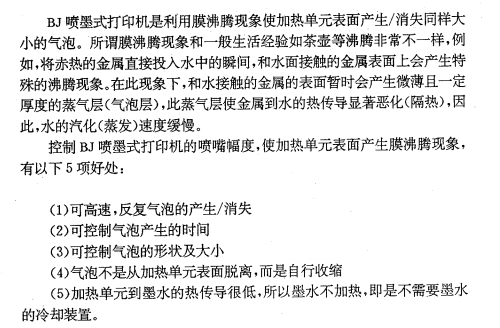 BJ 喷墨式打印机是利用膜沸腾现象使加热单元表面产生/消失同样大
小的气泡。所谓膜沸腾现象和一般生活经验如茶壶等沸腾非常不一样,例
如,将赤热的金属直接投入水中的瞬间,和水面接触的金属表面上会产生特
殊的沸腾现象。在此现象下,和水接触的金属的表面暂时会产生微薄且一定
厚度的蒸气层(气泡层),此蒸气层使金属到水的热传导显著恶化(隔热),因
此,水的汽化(蒸发)速度缓慢。
控制 BJ 喷墨式打印机的喷嘴幅度,使加热单元表面产生膜沸腾现象,
有以下 5 项好处:
(1)可高速,反复气泡的产生/消失
(2)可控制气泡产生的时间
(3)可控制气泡的形状及大小
(4)气泡不是从加热单元表面脱离,而是自行收缩
(5)加热单元到墨水的热传导很低,所以墨水不加热,即是不需要墨水
的冷却装置。